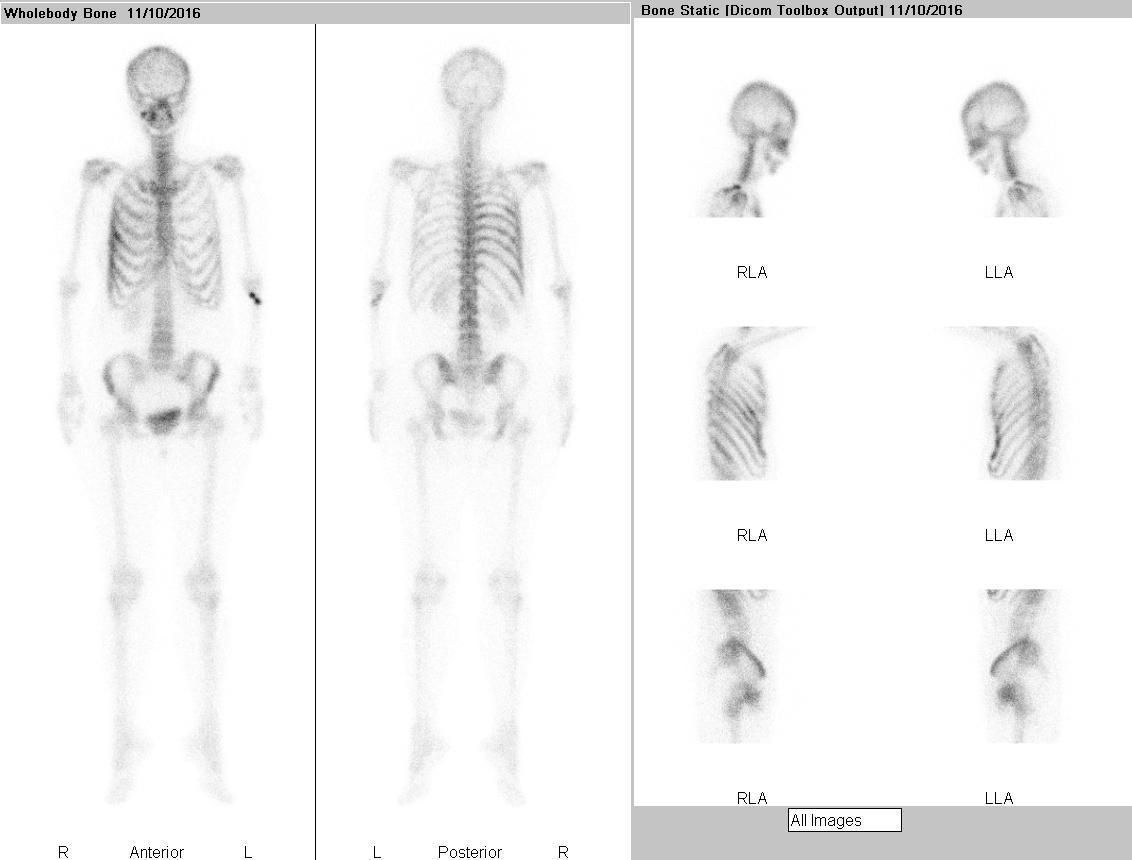 Wholebody Bone 11/10/2016
Bone Static [Dicom Toolbox Output] 11/10/2016
RLA LLA
RLA LLA
RLA LLA
All Images
R Anterior L L Posterior R